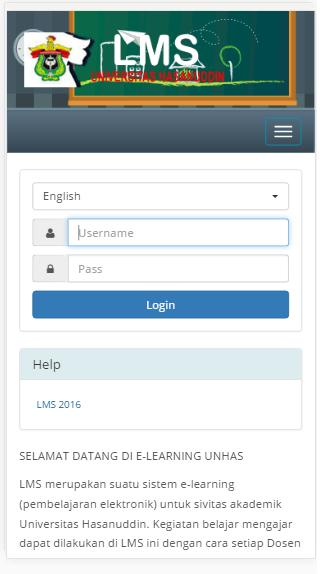 LMS
UNIVERSITAS HASANUDDIN
English
Username
Pass
Login
Help
LMS 2016
SELAMAT DATANG DI E-LEARNING UNHAS
LMS merupakan suatu sistem e-learning
(pembelajaran elektronik) untuk sivitas akademik
Universitas Hasanuddin. Kegiatan belajar mengajar
dapat dilakukan di LMS ini dengan cara setiap Dosen